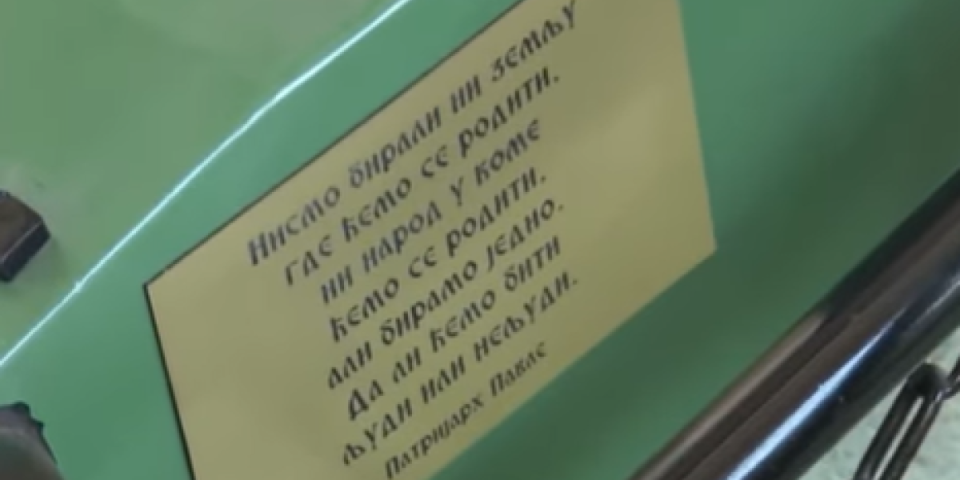 Нисмо бирали ни земљу
где ћемо се родити.
ни народ у коме
ћемо се родити.
али бирамо једно.
Да ли ћемо бити
људи или нељуди.
Патријарх Павле